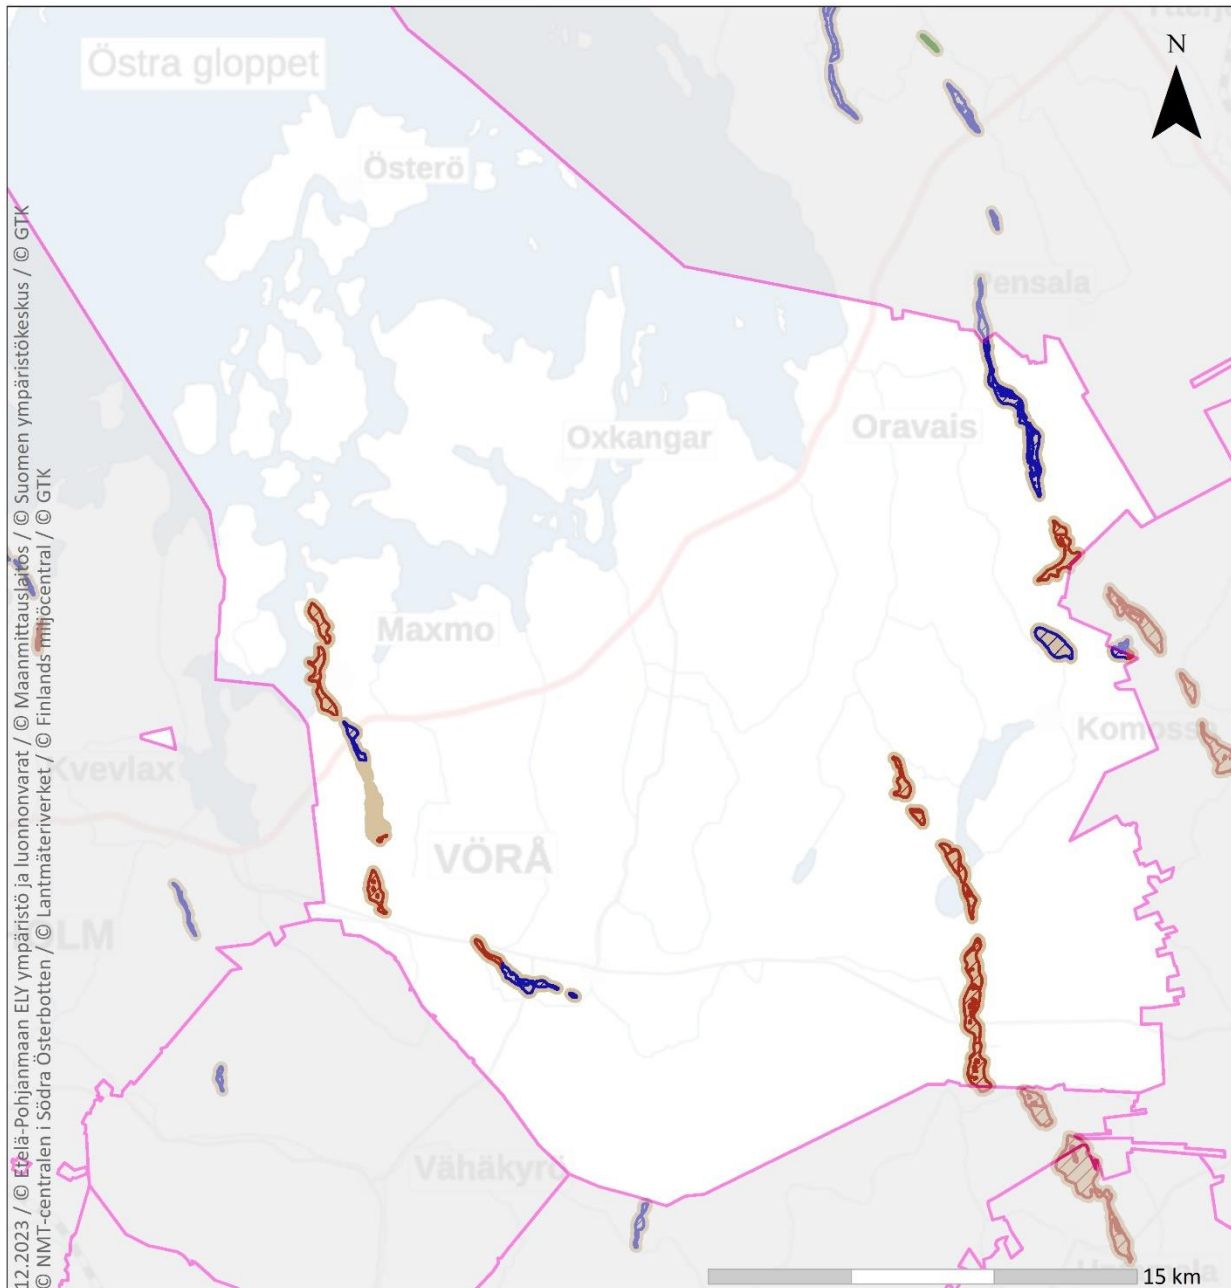 Östra gloppet
N
Österö
Pensala
Oxkangar
Oravais
Maxmo
Kvevlax
VÖRÅ
Vähäkyrö
15 km
12.2023 / © Etelä-Pohjanmaan ELY ympäristö ja luonnonvarat / © Maanmittauslaitos / © Suomen ympäristökeskus / © GTK
© NMT-centralen i Södra Österbotten / © Lantmäteriverket / © Finlands miljöcentral / © GTK